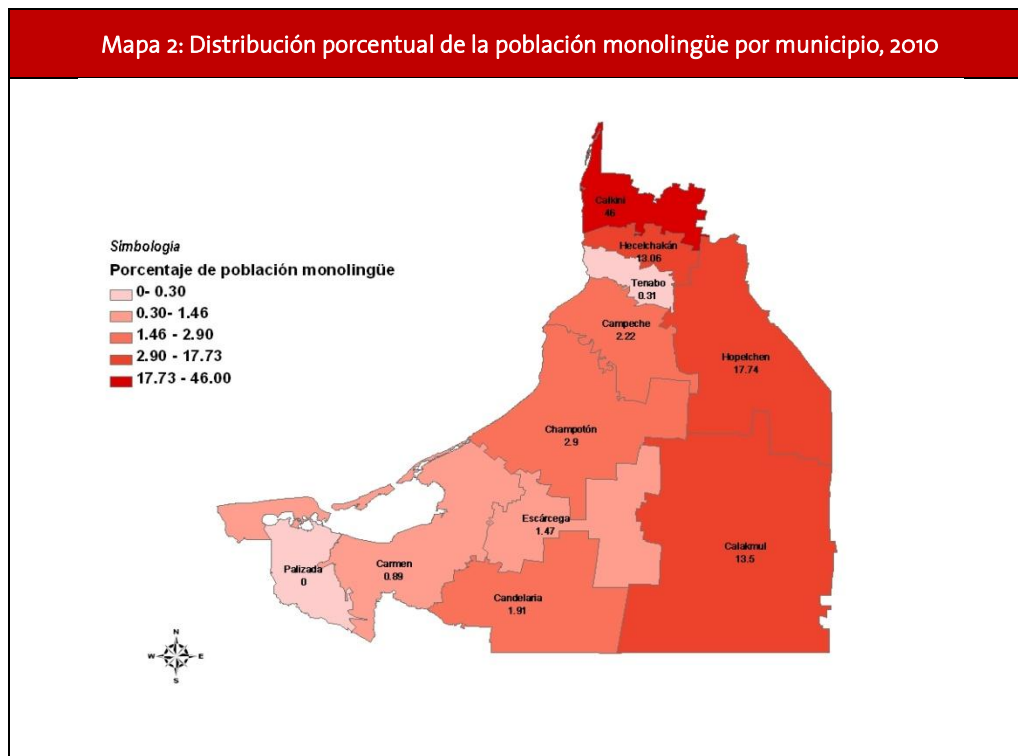 Mapa 2: Distribución porcentual de la población monolingüe por municipio, 2010
Simbologia
Porcentaje de población monolingüe
0- 0.30
0.30- 1.46
1.46 - 2.90
2.90 - 17.73
17.73 - 46.00
Calkiní
46
Hecelchakán
13.06
Tenabo
0.31
Campeche
2.22
Hopelchen
17.74
Champotón
2.9
Escárcega
1.47
Calakmul
13.5
Carmen
0.89
Palizada
0
Candelaria
1.91
N
W
E
S